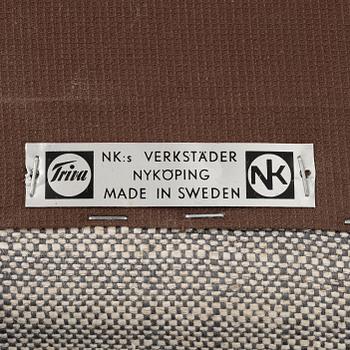 Triva
NK:s VERKSTÄDER
NYKÖPING
MADE IN SWEDEN
NK